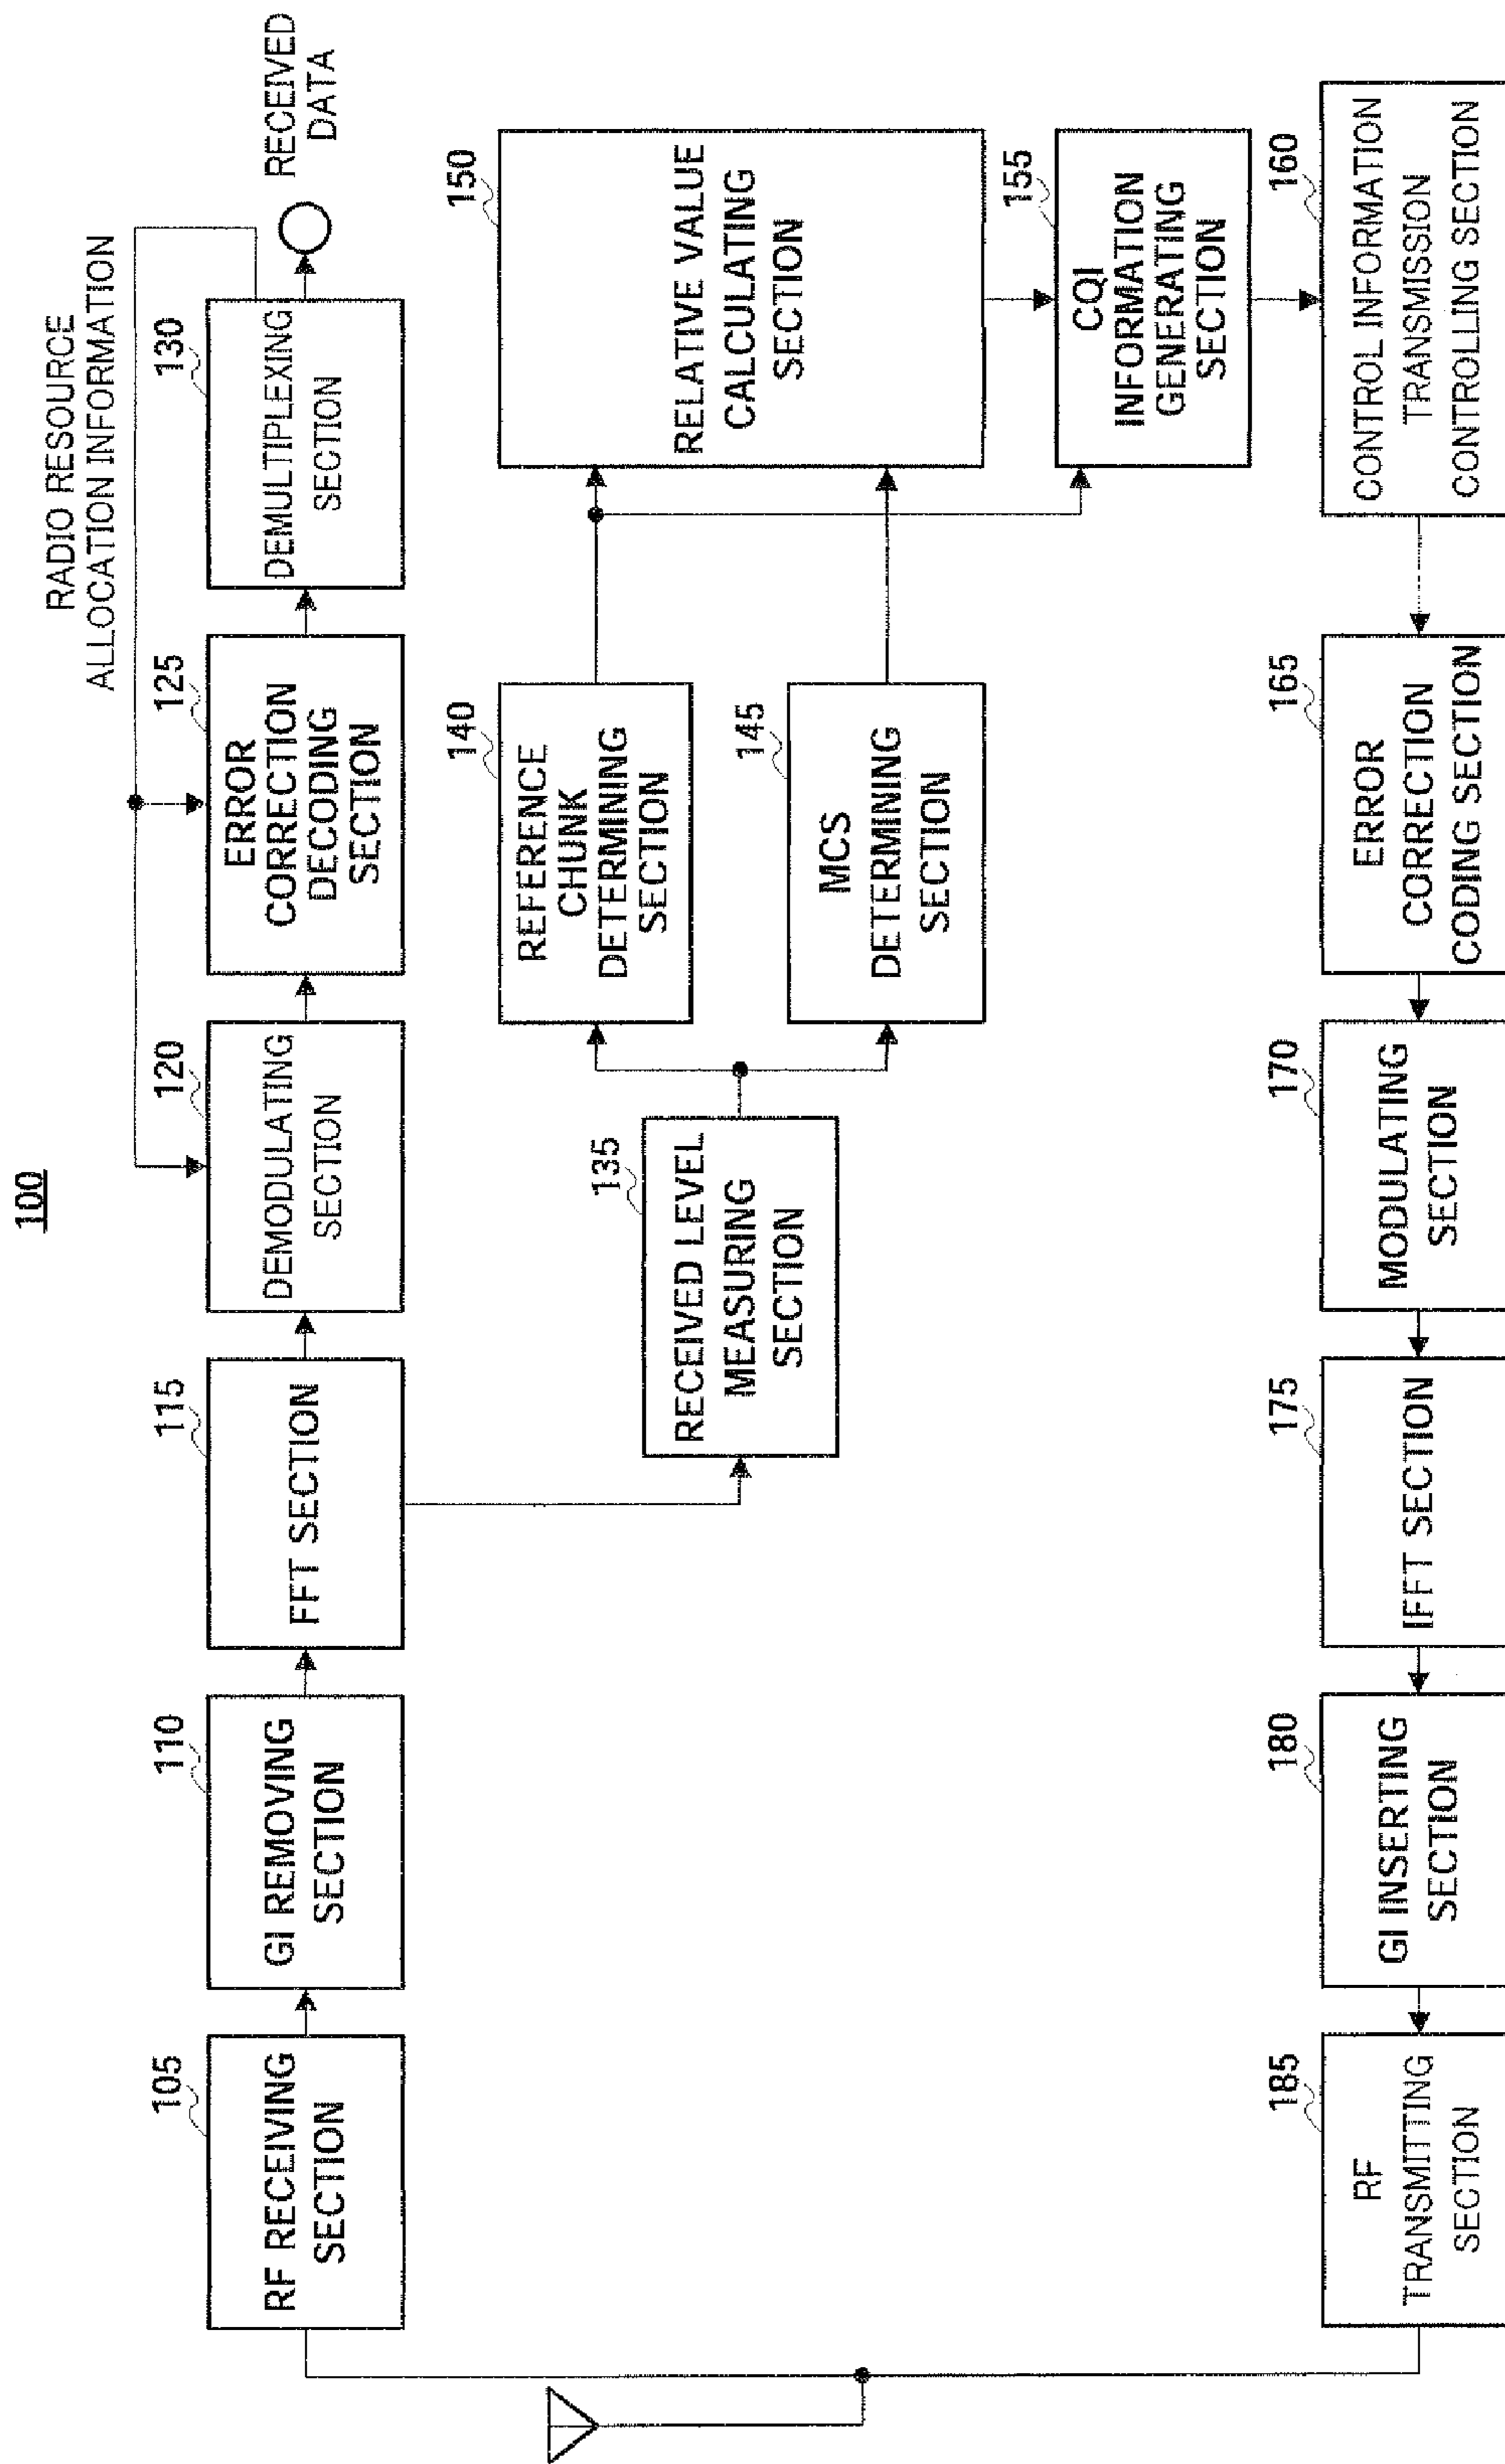 100
RADIO RESOURCE
ALLOCATION INFORMATION
105
RF RECEIVING
SECTION
110
GI REMOVING
SECTION
115
FFT SECTION
120
DEMODULATING
SECTION
125
ERROR
CORRECTION
DECODING
SECTION
130
DEMULTIPLEXING
SECTION
RECEIVED
DATA
135
RECEIVED LEVEL
MEASURING
SECTION
140
REFERENCE
CHUNK
DETERMINING
SECTION
145
MCS
DETERMINING
SECTION
150
RELATIVE VALUE
CALCULATING
SECTION
155
CQI
INFORMATION
GENERATING
SECTION
160
CONTROL INFORMATION
TRANSMISSION
CONTROLLING SECTION
165
ERROR
CORRECTION
CODING SECTION
170
MODULATING
SECTION
175
IFFT SECTION
180
GI INSERTING
SECTION
185
RF
TRANSMITTING
SECTION